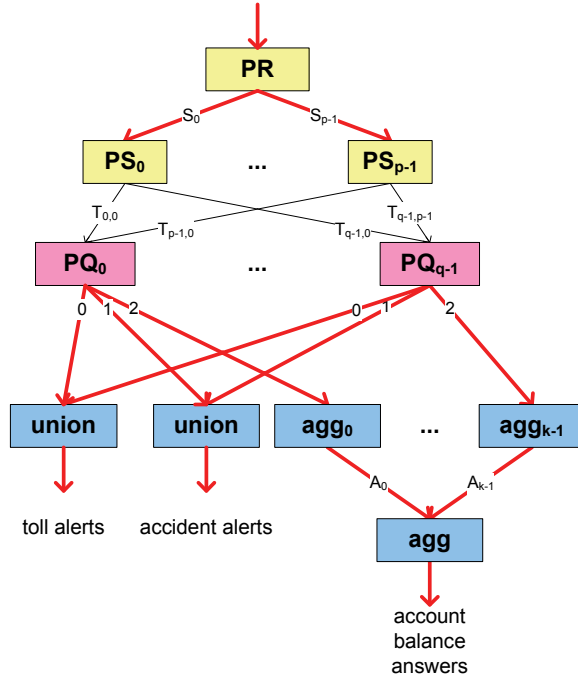 PR
S0 Sp-1
PS0 ... PSp-1
T0,0 Tp-1,0 Tq-1,0 Tq-1,p-1
PQ0 ... PQq-1
0 1 2 0 1 2
union union agg0 ... aggk-1
A0 Ak-1
toll alerts accident alerts agg
account
balance
answers